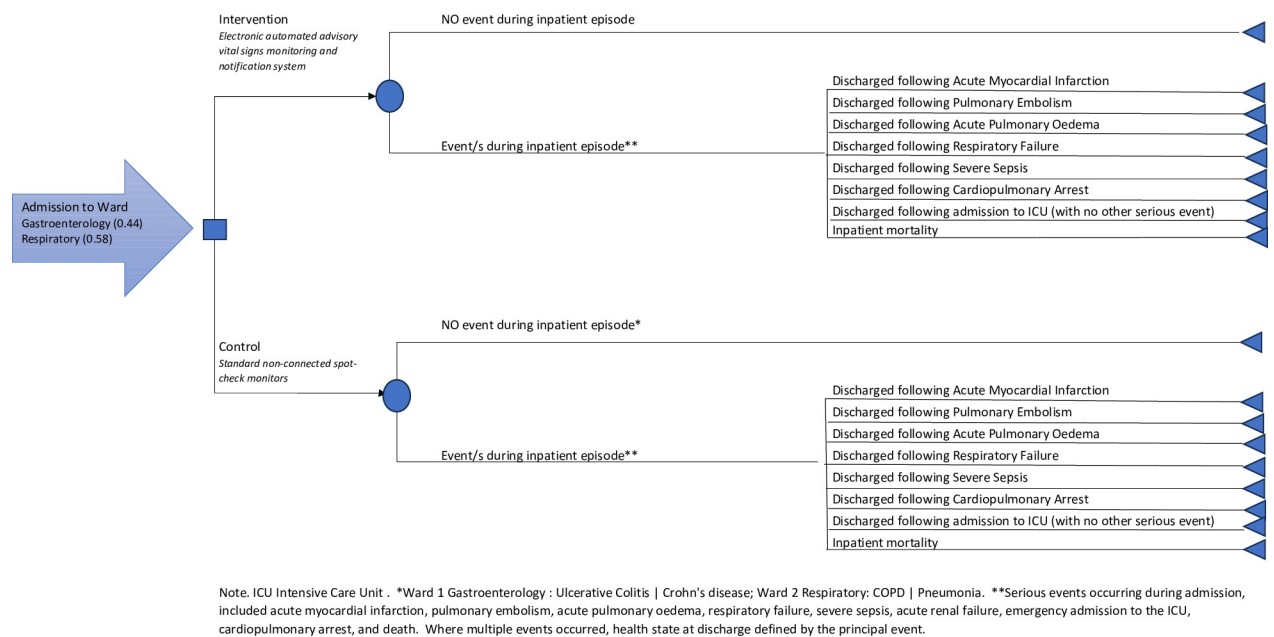 Intervention
Electronic automated advisory
vital signs monitoring and
notification system
NO event during inpatient episode
Discharged following Acute Myocardial Infarction
Discharged following Pulmonary Embolism
Discharged following Acute Pulmonary Oedema
Event/s during inpatient episode**
Discharged following Respiratory Failure
Discharged following Severe Sepsis
Discharged following Cardiopulmonary Arrest
Discharged following admission to ICU (with no other serious event)
Inpatient mortality
Admission to Ward
Gastroenterology (0.44)
Respiratory (0.58)
NO event during inpatient episode*
Control
Standard non-connected spot-
check monitors
Discharged following Acute Myocardial Infarction
Discharged following Pulmonary Embolism
Discharged following Acute Pulmonary Oedema
Event/s during inpatient episode**
Discharged following Respiratory Failure
Discharged following Severe Sepsis
Discharged following Cardiopulmonary Arrest
Discharged following admission to ICU (with no other serious event)
Inpatient mortality
Note. ICU Intensive Care Unit . *Ward 1 Gastroenterology : Ulcerative Colitis | Crohn's disease; Ward 2 Respiratory: COPD | Pneumonia. **Serious events occurring during admission,
included acute myocardial infarction, pulmonary embolism, acute pulmonary oedema, respiratory failure, severe sepsis, acute renal failure, emergency admission to the ICU,
cardiopulmonary arrest, and death. Where multiple events occurred, health state at discharge defined by the principal event.